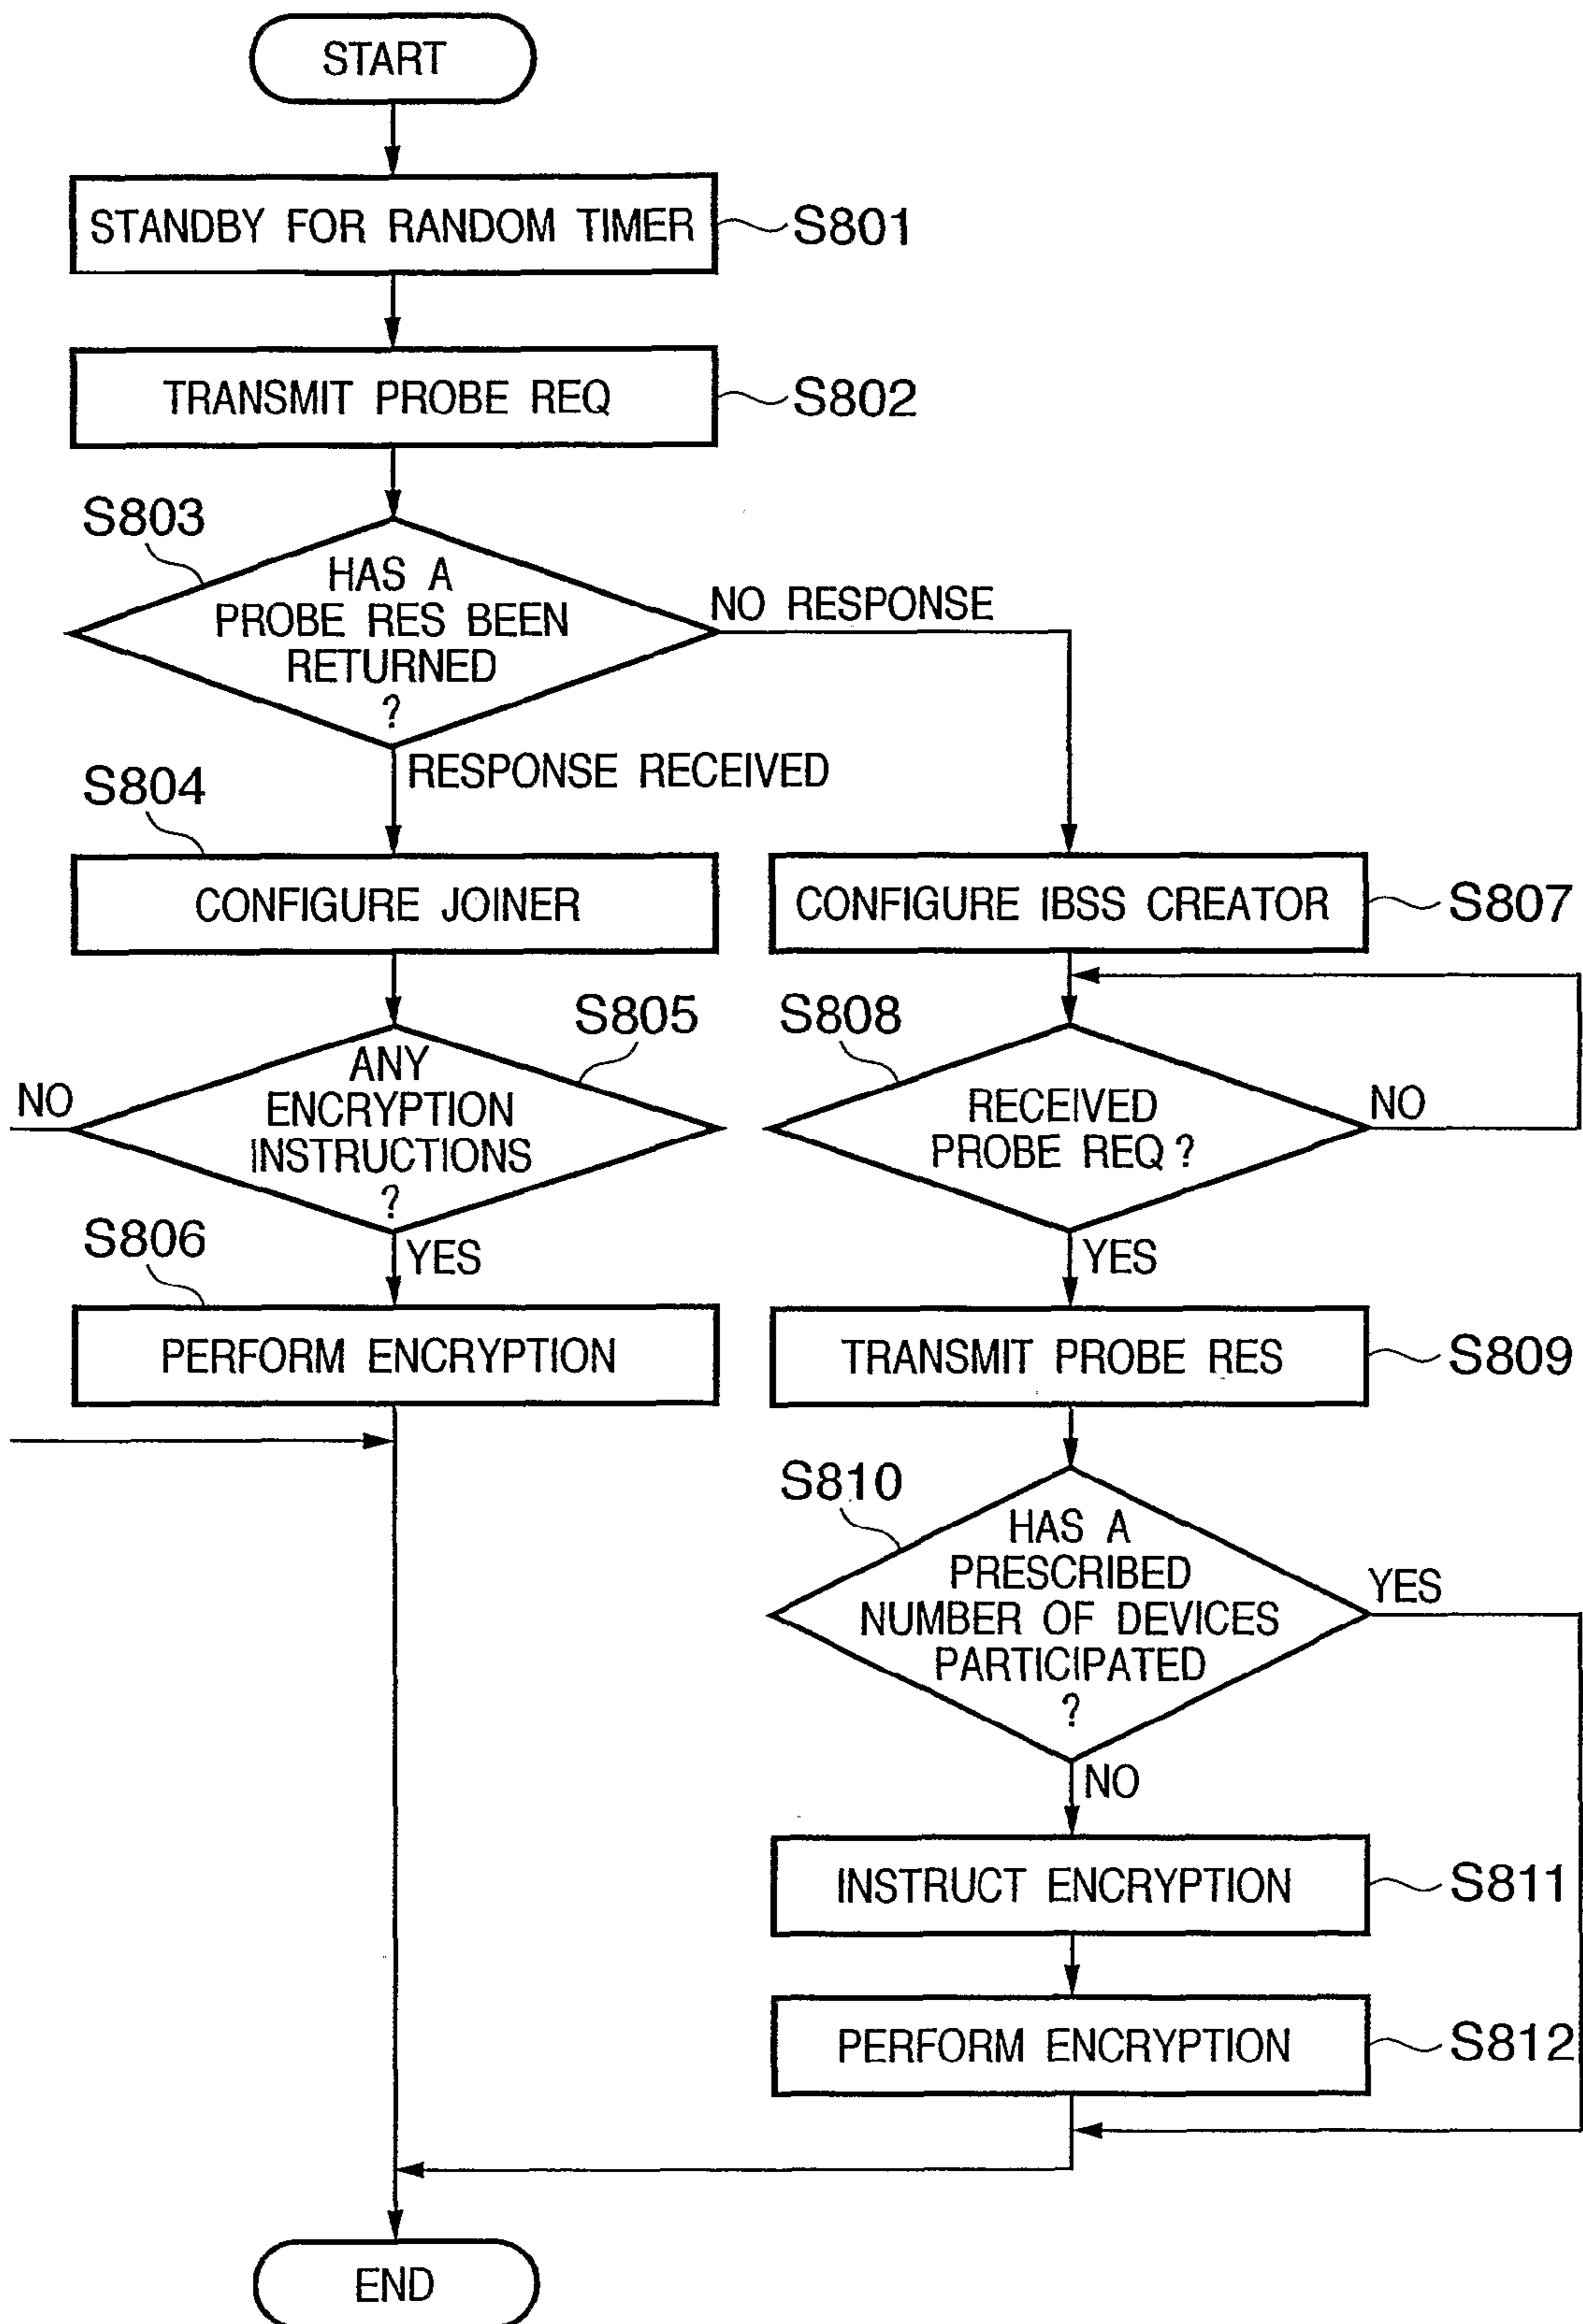 START
STANDBY FOR RANDOM TIMER
S801
TRANSMIT PROBE REQ
S802
S803
HAS A
PROBE RES BEEN
RETURNED
?
NO RESPONSE
RESPONSE RECEIVED
S804
CONFIGURE JOINER
CONFIGURE IBSS CREATOR
S807
S805
ANY
ENCRYPTION
INSTRUCTIONS
?
NO
YES
S808
RECEIVED
PROBE REQ?
NO
YES
S806
PERFORM ENCRYPTION
TRANSMIT PROBE RES
S809
S810
HAS A
PRESCRIBED
NUMBER OF DEVICES
PARTICIPATED
?
YES
NO
INSTRUCT ENCRYPTION
S811
PERFORM ENCRYPTION
S812
END